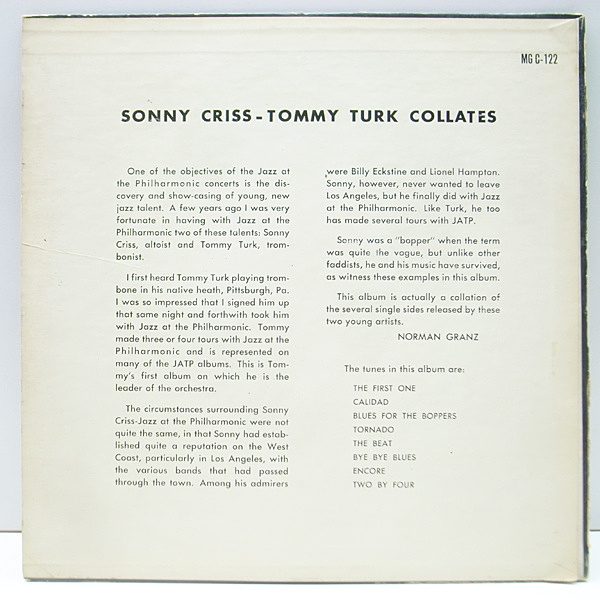 MG C-122
SONNY CRISS-TOMMY TURK COLLATES
One of the objectives of the Jazz at
the Philharmonic concerts is the dis-
covery and show-casing of young, new
jazz talent. A few years ago I was very
fortunate in having with Jazz at the
Philharmonic two of these talents: Sonny
Criss, altoist and Tommy Turk, trom-
bonist.
I first heard Tommy Turk playing trom-
bone in his native heath, Pittsburgh, Pa.
I was so impressed that I signed him up
that same night and forthwith took him
with Jazz at the Philharmonic. Tommy
made three or four tours with Jazz at the
Philharmonic and is represented on
many of the JATP albums. This is Tom-
my's first album on which he is the
leader of the orchestra.
The circumstances surrounding Sonny
Criss-Jazz at the Philharmonic were not
quite the same, in that Sonny had estab-
lished quite a reputation on the West
Coast, particularly in Los Angeles, with
the various bands that had passed
through the town. Among his admirers
were Billy Eckstine and Lionel Hampton.
Sonny, however, never wanted to leave
Los Angeles, but he finally did with Jazz
at the Philharmonic. Like Turk, he too
has made several tours with JATP.
Sonny was a "bopper" when the term
was quite the vogue, but unlike other
faddists, he and his music have survived,
as witness these examples in this album.
This album is actually a collation of
the several single sides released by these
two young artists.
NORMAN GRANZ
The tunes in this album are:
THE FIRST ONE
CALIDAD
BLUES FOR THE BOPPERS
TORNADO
THE BEAT
BYE BYE BLUES
ENCORE
TWO BY FOUR